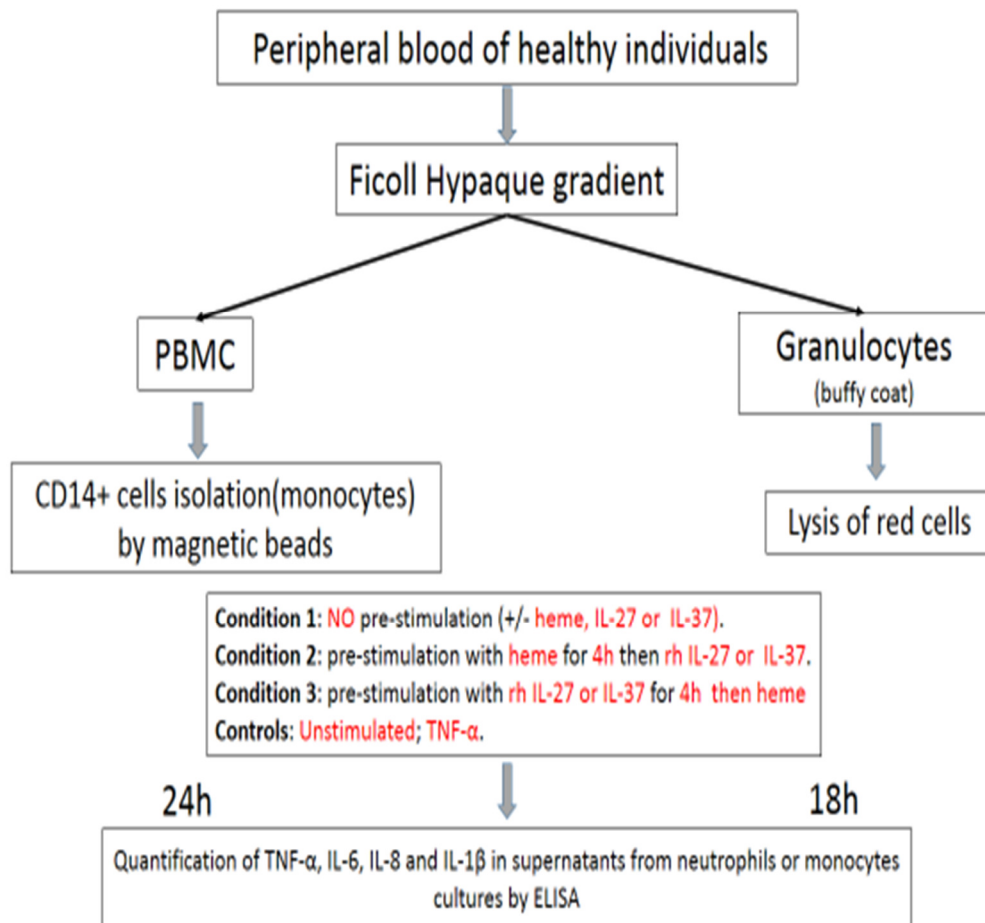 Peripheral blood of healthy individuals
Ficoll Hypaque gradient
PBMC
Granulocytes
(buffy coat)
CD14+ cells isolation(monocytes)
by magnetic beads
Lysis of red cells
Condition 1: NO pre-stimulation (+/- heme, IL-27 or IL-37).
Condition 2: pre-stimulation with heme for 4h then rh IL-27 or IL-37.
Condition 3: pre-stimulation with rh IL-27 or IL-37 for 4h then heme
Controls: Unstimulated; TNF-α.
24h
18h
Quantification of TNF-α, IL-6, IL-8 and IL-1β in supernatants from neutrophils or monocytes
cultures by ELISA